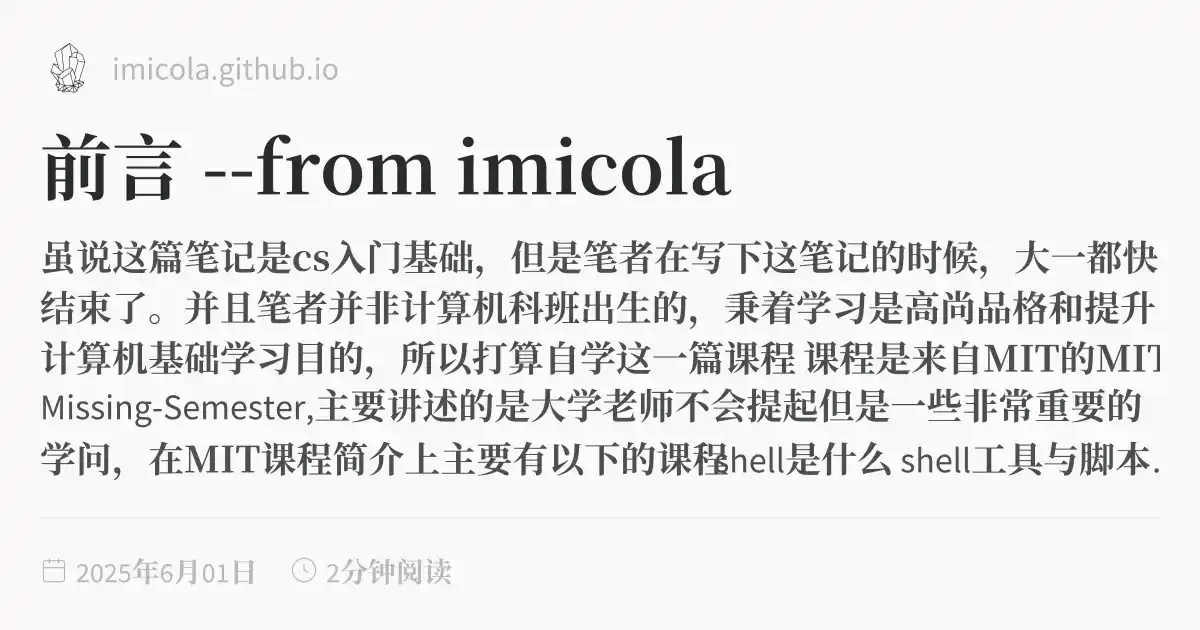 imicola.github.io
前言 --from imicola
虽说这篇笔记是cs入门基础，但是笔者在写下这笔记的时候，大一都快
结束了。并且笔者并非计算机科班出生的，秉着学习是高尚品格和提升
计算机基础学习目的，所以打算自学这一篇课程 课程是来自MIT的MIT
Missing-Semester,主要讲述的是大学老师不会提起但是一些非常重要的
学问，在MIT课程简介上主要有以下的课程shell是什么 shell工具与脚本.
2025年6月01日 2分钟阅读